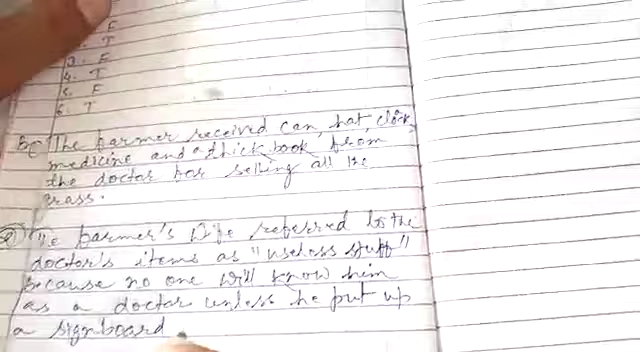 F
T
3. F
4. T
5. F
6. T
The farmer received can, hat, clock,
medicine and a thick book from
the doctor for selling all the
grass.
The farmer's wife referred to the
doctor's items as "useless stuff"
because no one will know him
as a doctor unless he put up
a signboard.